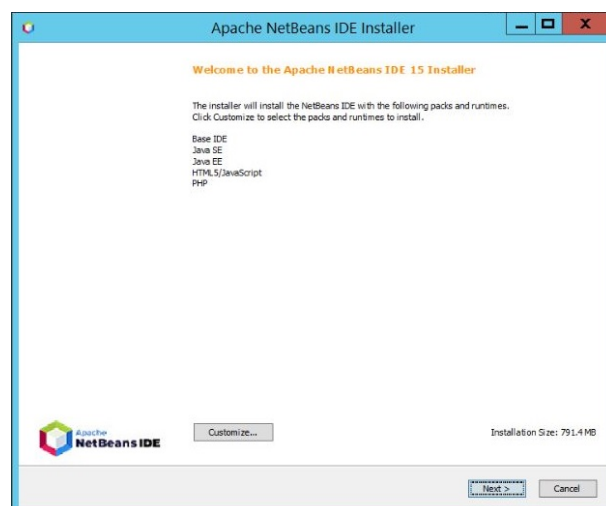 Apache NetBeans IDE Installer
Welcome to the Apache NetBeans IDE 15 Installer
The installer will install the NetBeans IDE with the following packs and runtimes.
Click Customize to select the packs and runtimes to install.
Base IDE
Java SE
Java EE
HTML5/JavaScript
PHP
Apache
NetBeans IDE
Customize...
Installation Size: 791.4 MB
Next >
Cancel